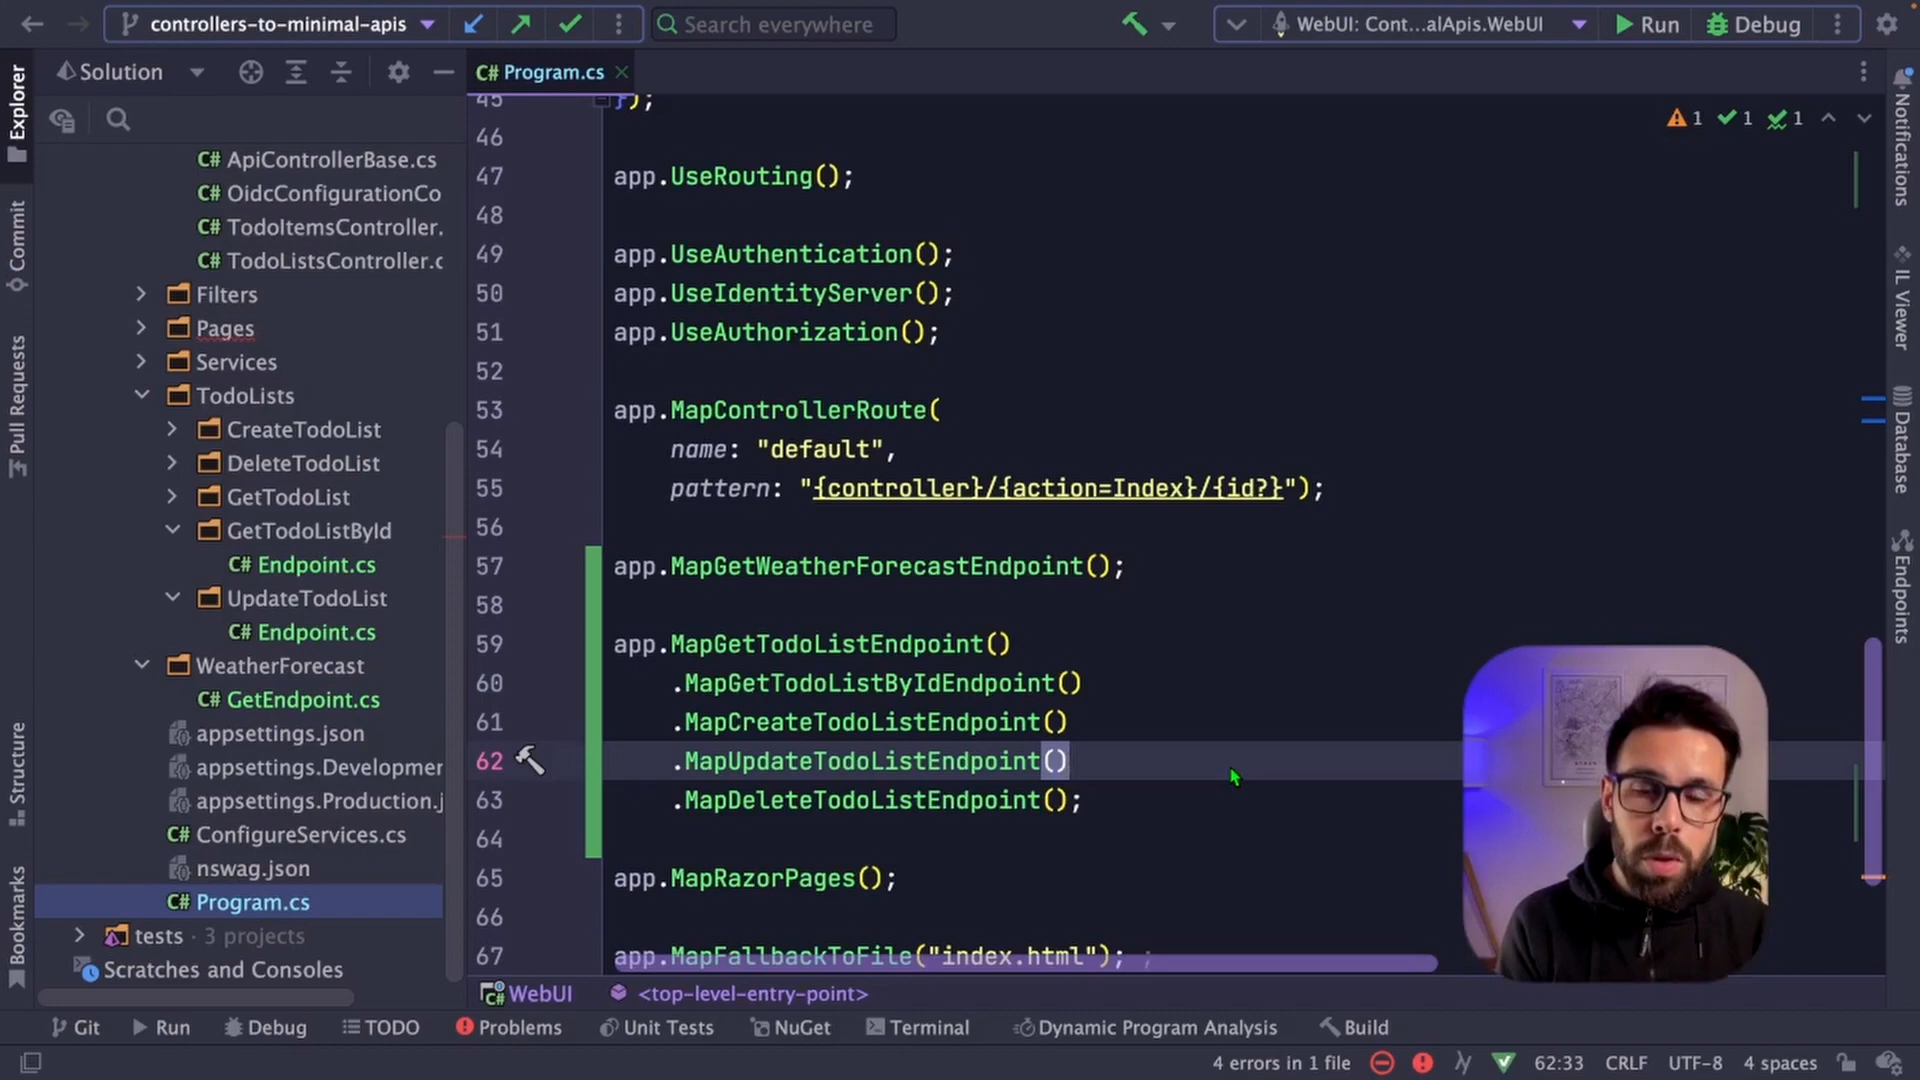 controllers-to-minimal-apis
Search everywhere
WebUI: Cont...alApis.WebUI
Run
Debug
Explorer
Commit
Pull Requests
Structure
Bookmarks
Solution
C# Program.cs
1
1
1
Notifications
IL Viewer
Database
Endpoints
C# ApiControllerBase.cs
C# OidcConfigurationCo
C# TodoItemsController.
C# TodoListsController.c
Filters
Pages
Services
TodoLists
CreateTodoList
DeleteTodoList
GetTodoList
GetTodoListById
C# Endpoint.cs
UpdateTodoList
C# Endpoint.cs
WeatherForecast
C# GetEndpoint.cs
appsettings.json
appsettings.Developmer
appsettings.Production.j
C# ConfigureServices.cs
nswag.json
C# Program.cs
tests · 3 projects
Scratches and Consoles
45 });
46
47 app.UseRouting();
48
49 app.UseAuthentication();
50 app.UseIdentityServer();
51 app.UseAuthorization();
52
53 app.MapControllerRoute(
54 name: "default",
55 pattern: "{controller}/{action=Index}/{id?}");
56
57 app.MapGetWeatherForecastEndpoint();
58
59 app.MapGetTodoListEndpoint()
60 .MapGetTodoListByIdEndpoint()
61 .MapCreateTodoListEndpoint()
62 .MapUpdateTodoListEndpoint()
63 .MapDeleteTodoListEndpoint();
64
65 app.MapRazorPages();
66
67 app.MapFallbackToFile("index.html"); ;
C# WebUI <top-level-entry-point>
Git
Run
Debug
TODO
Problems
Unit Tests
NuGet
Terminal
Dynamic Program Analysis
Build
4 errors in 1 file
62:33
CRLF
UTF-8
4 spaces